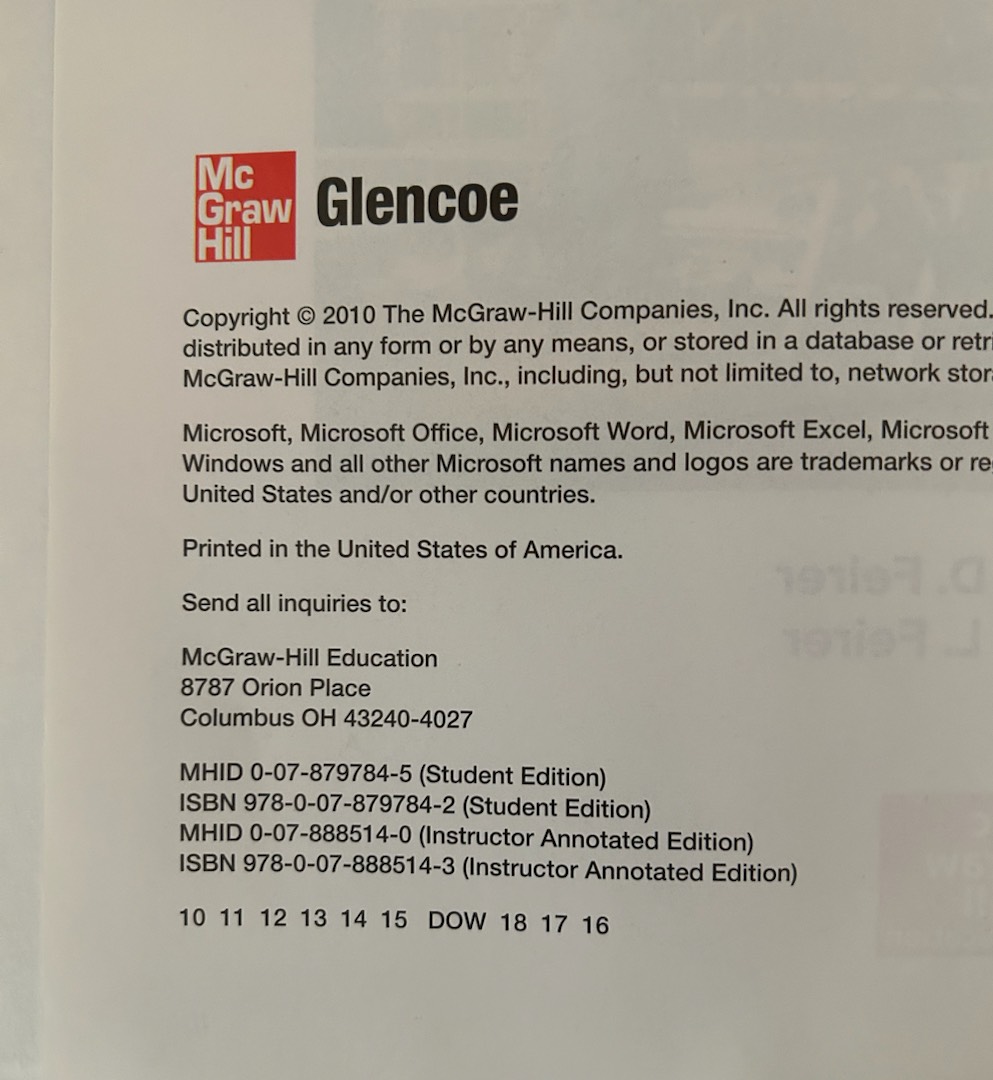 Mc
Graw
Hill
Glencoe
Copyright © 2010 The McGraw-Hill Companies, Inc. All rights reserved.
distributed in any form or by any means, or stored in a database or retri
McGraw-Hill Companies, Inc., including, but not limited to, network stor
Microsoft, Microsoft Office, Microsoft Word, Microsoft Excel, Microsoft
Windows and all other Microsoft names and logos are trademarks or re
United States and/or other countries.
Printed in the United States of America.
Send all inquiries to:
McGraw-Hill Education
8787 Orion Place
Columbus OH 43240-4027
MHID 0-07-879784-5 (Student Edition)
ISBN 978-0-07-879784-2 (Student Edition)
MHID 0-07-888514-0 (Instructor Annotated Edition)
ISBN 978-0-07-888514-3 (Instructor Annotated Edition)
10 11 12 13 14 15 DOW 18 17 16
D. Feirer
L. Feirer